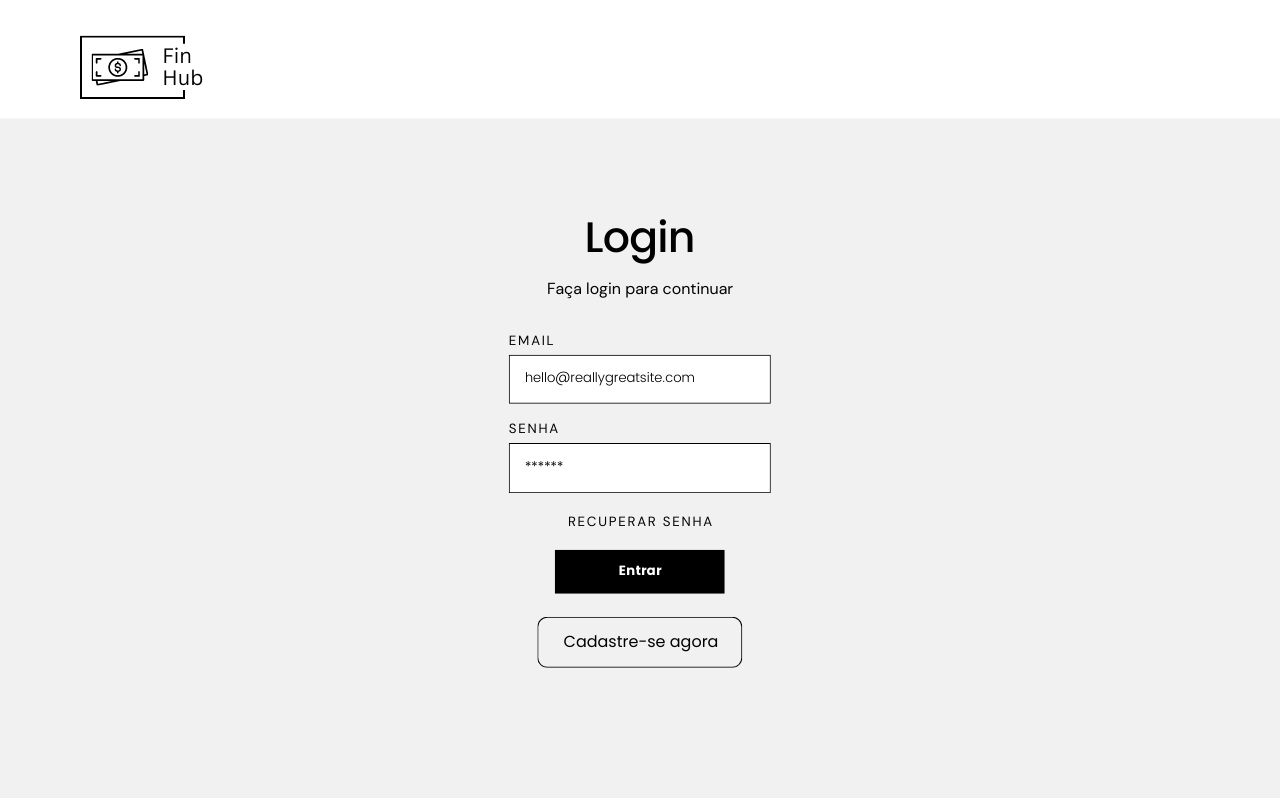 Fin
Hub
Login
Faça login para continuar
EMAIL
hello@reallygreatsite.com
SENHA
******
RECUPERAR SENHA
Entrar
Cadastre-se agora